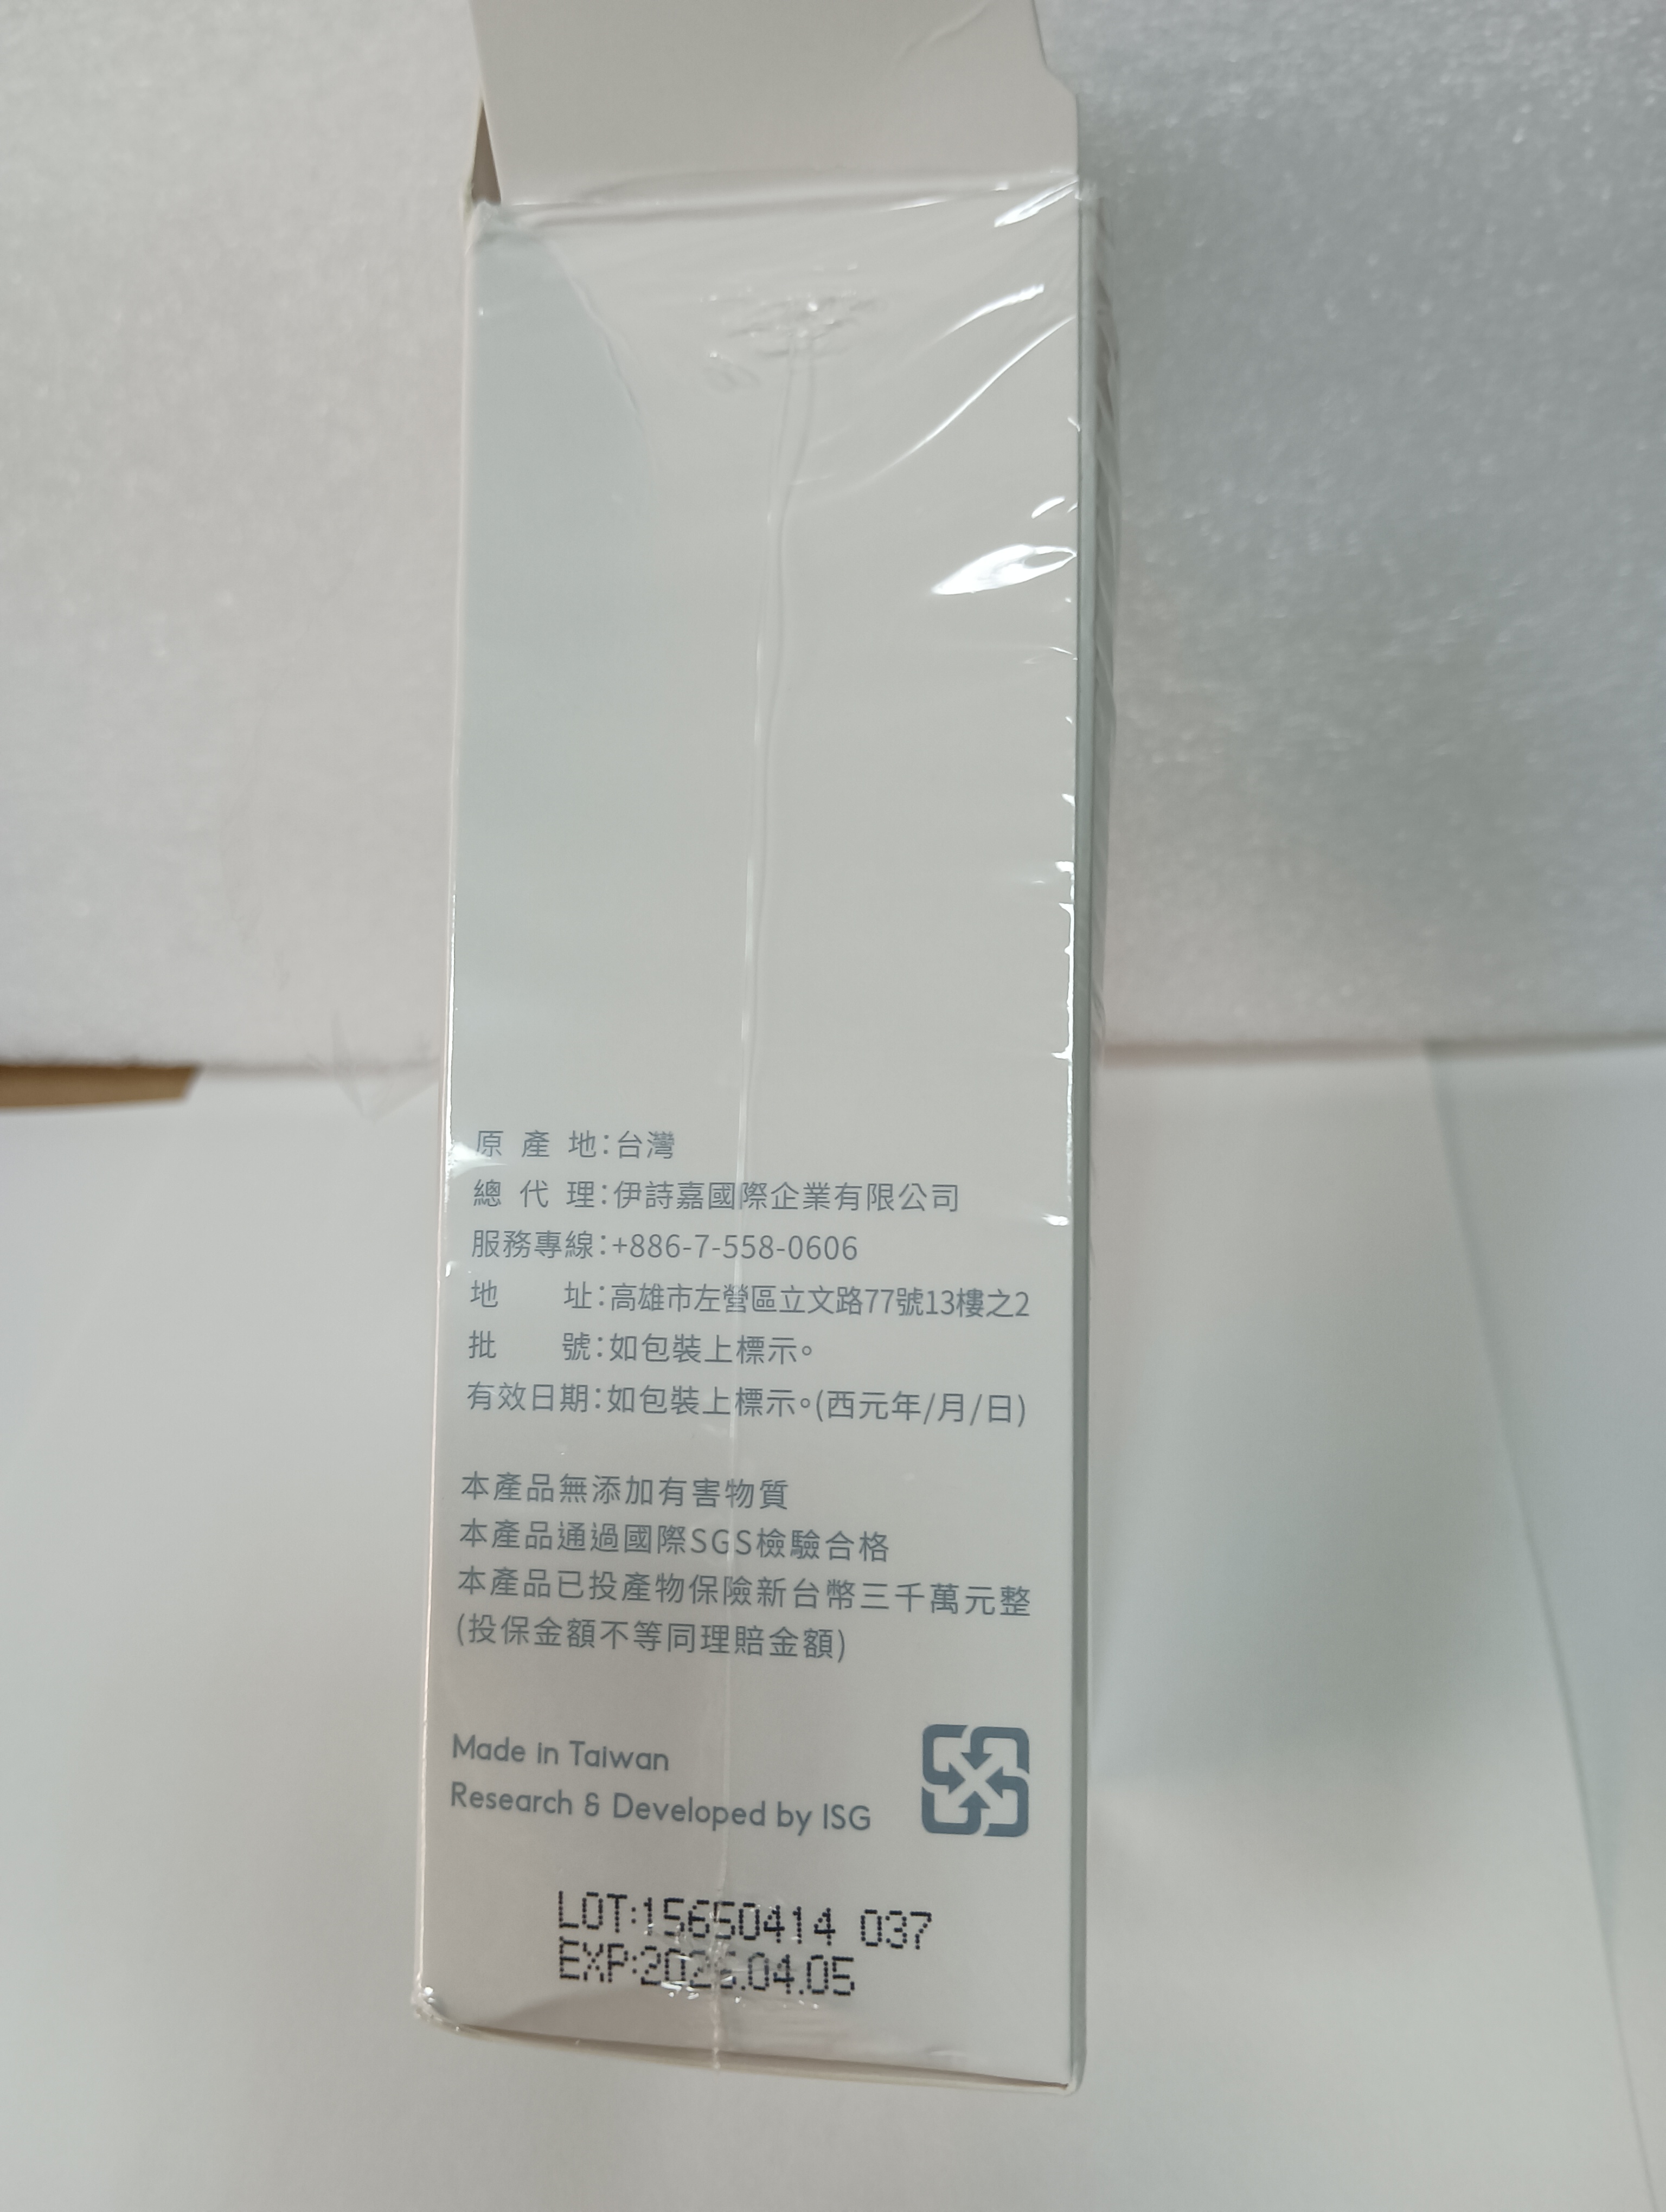 原產地：台灣
總代理：伊詩嘉國際企業有限公司
服務專線：+886-7-558-0606
地　　址：高雄市左營區立文路77號13樓之2
批　　號：如包裝上標示。
有效日期：如包裝上標示。(西元年/月/日)
本產品無添加有害物質
本產品通過國際SGS檢驗合格
本產品已投產物保險新台幣三千萬元整
(投保金額不等同理賠金額)
Made in Taiwan
Research & Developed by ISG
LOT:15650414 037